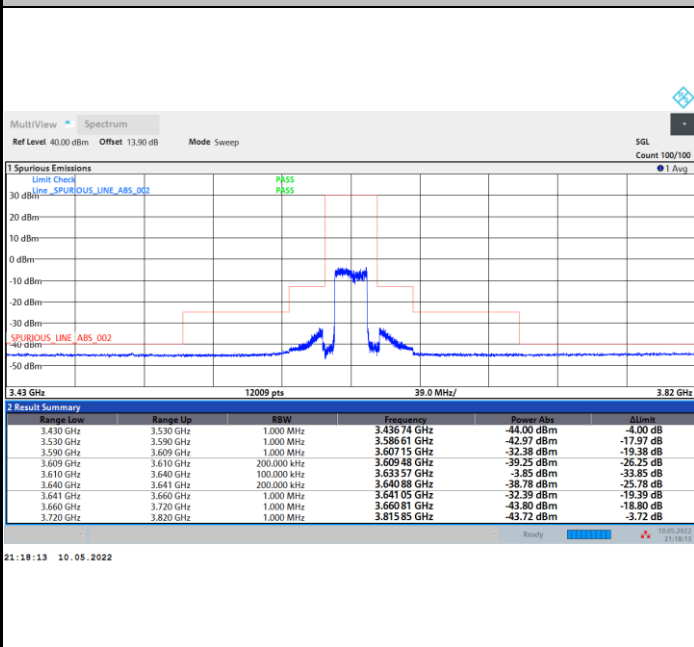 MultiView Spectrum
Ref Level 40.00 dBm Offset 13.90 dB Mode Sweep SGL
Count 100/100
1 Spurious Emissions 1 Avg
Limit Check PASS
Line _SPURIOUS_LINE_ABS_002 PASS
30 dBm
20 dBm
10 dBm
0 dBm
-10 dBm
-20 dBm
-30 dBm
_SPURIOUS_LINE_ABS_002
-40 dBm
-50 dBm
3.43 GHz 12009 pts 39.0 MHz/ 3.82 GHz
2 Result Summary
Range Low Range Up RBW Frequency Power Abs ΔLimit
3.430 GHz 3.530 GHz 1.000 MHz 3.436 74 GHz -44.00 dBm -4.00 dB
3.530 GHz 3.590 GHz 1.000 MHz 3.586 61 GHz -42.97 dBm -17.97 dB
3.590 GHz 3.609 GHz 1.000 MHz 3.607 15 GHz -32.38 dBm -19.38 dB
3.609 GHz 3.610 GHz 200.000 kHz 3.609 48 GHz -39.25 dBm -26.25 dB
3.610 GHz 3.640 GHz 100.000 kHz 3.633 57 GHz -3.85 dBm -33.85 dB
3.640 GHz 3.641 GHz 200.000 kHz 3.640 88 GHz -38.78 dBm -25.78 dB
3.641 GHz 3.660 GHz 1.000 MHz 3.641 05 GHz -32.39 dBm -19.39 dB
3.660 GHz 3.720 GHz 1.000 MHz 3.660 81 GHz -43.80 dBm -18.80 dB
3.720 GHz 3.820 GHz 1.000 MHz 3.815 85 GHz -43.72 dBm -3.72 dB
Ready 10.05.2022
21:18:13
21:18:13 10.05.2022